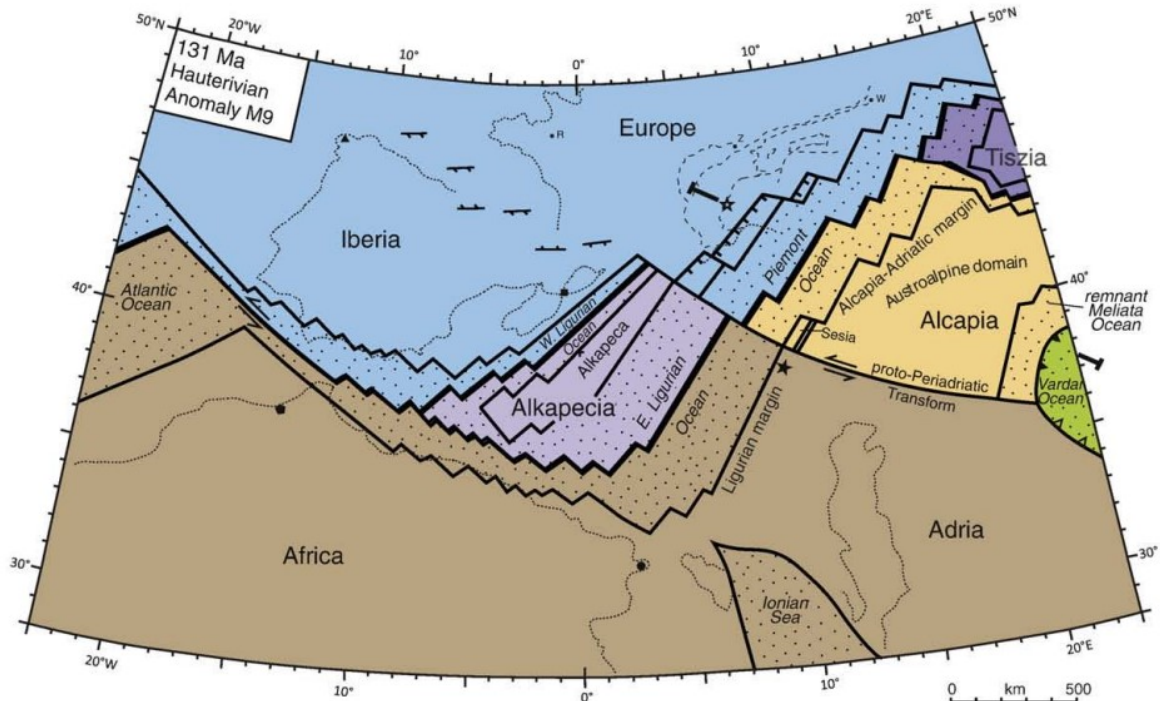 50°N
20°W
10°
0°
10°
20°E
50°N
131 Ma
Hauterivian
Anomaly M9
W
R
Europe
Z
Tiszia
Iberia
Piemont
Ocean
Alcapia-Adriatic margin
Austroalpine domain
40°
Atlantic
Ocean
40°
remnant
Meliata
Ocean
W. Ligurian
Ocean
Alkapeca
Alcapia
Sesia
proto-Periadriatic
Transform
Vardar
Ocean
Alkapecia
E. Ligurian
Ocean
Ligurian margin
Adria
Africa
30°
30°
Ionian
Sea
20°W
10°
0°
10°
20°E
0 km 500